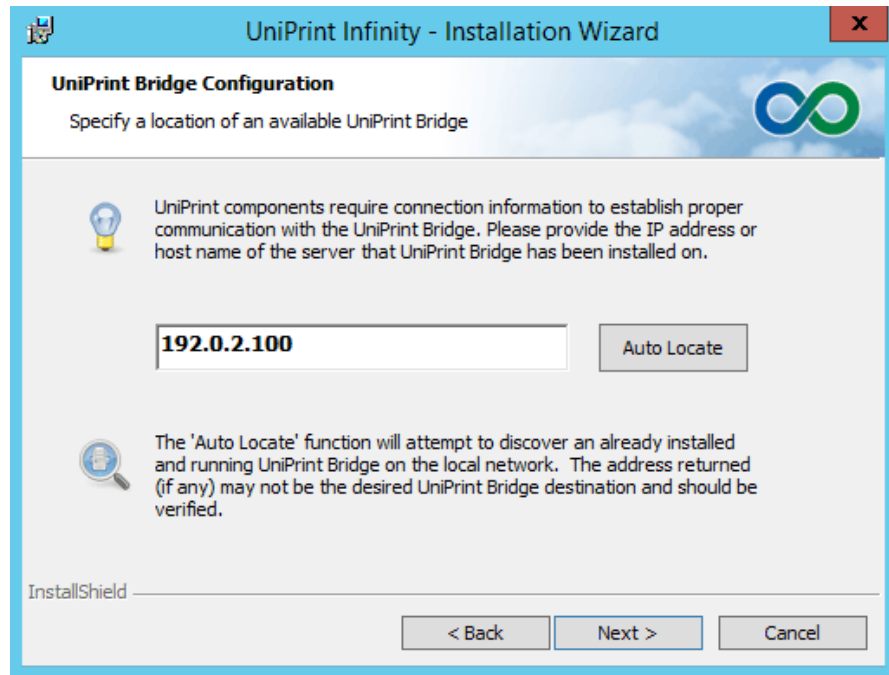 UniPrint Infinity - Installation Wizard
x
UniPrint Bridge Configuration
Specify a location of an available UniPrint Bridge
UniPrint components require connection information to establish proper
communication with the UniPrint Bridge. Please provide the IP address or
host name of the server that UniPrint Bridge has been installed on.
192.0.2.100
Auto Locate
The 'Auto Locate' function will attempt to discover an already installed
and running UniPrint Bridge on the local network. The address returned
(if any) may not be the desired UniPrint Bridge destination and should be
verified.
InstallShield
< Back
Next >
Cancel